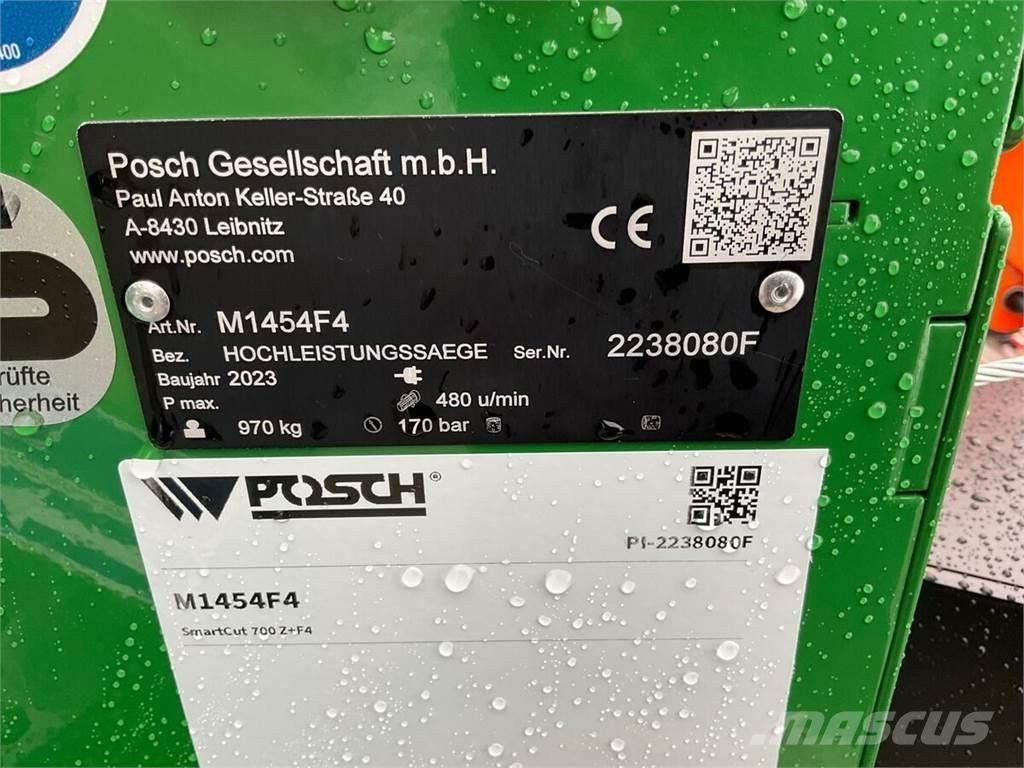 400
Posch Gesellschaft m.b.H.
Paul Anton Keller-Straße 40
A-8430 Leibnitz
www.posch.com
CE
Art.Nr. M1454F4
Bez. HOCHLEISTUNGSSAEGE Ser.Nr. 2238080F
Baujahr 2023
P max. 480 u/min
970 kg 170 bar
rüfte
cherheit
POSCH®
PI-2238080F
M1454F4
SmartCut 700 Z+F4
MASCUS